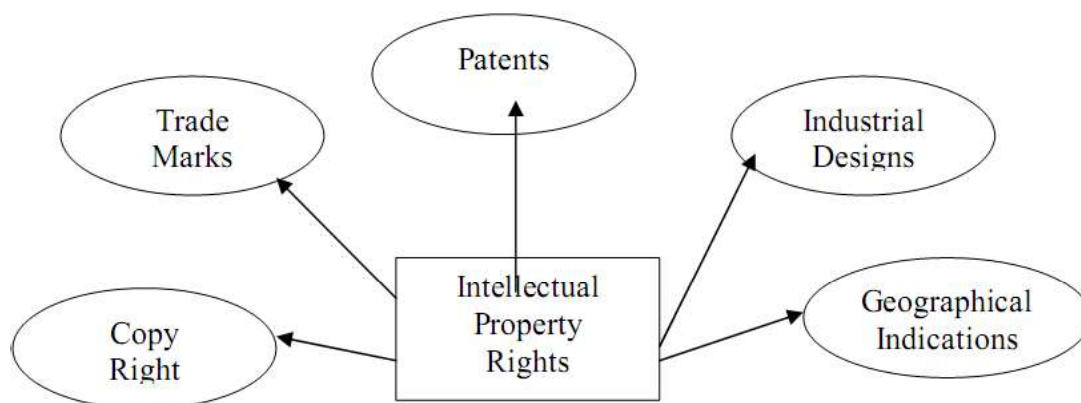 Patents
Trade
Marks
Industrial
Designs
Intellectual
Property
Rights
Geographical
Indications
Copy
Right